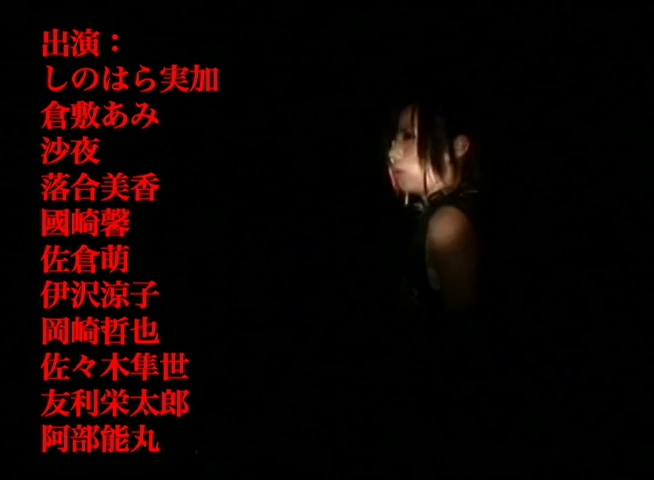 出演：
しのはら実加
倉敷あみ
沙夜
落合美香
國崎馨
佐倉萌
伊沢涼子
岡崎哲也
佐々木隼世
友利栄太郎
阿部能丸